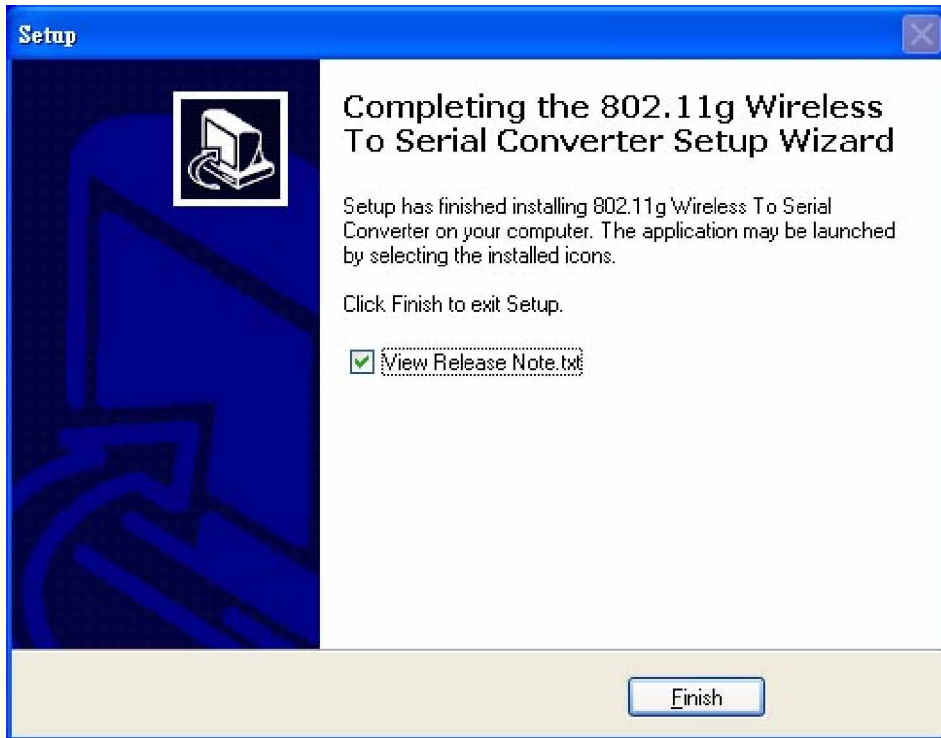 Setup
Completing the 802.11g Wireless
To Serial Converter Setup Wizard
Setup has finished installing 802.11g Wireless To Serial
Converter on your computer. The application may be launched
by selecting the installed icons.
Click Finish to exit Setup.
View Release Note.txt
Finish